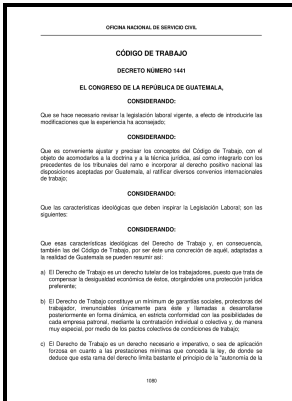 OFICINA NACIONAL DE SERVICIO CIVIL
CÓDIGO DE TRABAJO
DECRETO NÚMERO 1441
EL CONGRESO DE LA REPÚBLICA DE GUATEMALA,
CONSIDERANDO:
Que se hace necesario revisar la legislación laboral vigente, a efecto de introducirle las
modificaciones que la experiencia ha aconsejado;
CONSIDERANDO:
Que es conveniente ajustar y precisar los conceptos del Código de Trabajo, con el
objeto de acomodarlos a la doctrina y a la técnica jurídica, así como integrarlo con los
precedentes de los tribunales del ramo e incorporar al derecho positivo nacional las
disposiciones aceptadas por Guatemala, al ratificar diversos convenios internacionales
de trabajo;
CONSIDERANDO:
Que las características ideológicas que deben inspirar la Legislación Laboral; son las
siguientes:
CONSIDERANDO:
Que esas características ideológicas del Derecho de Trabajo y, en consecuencia,
también las del Código de Trabajo, por ser éste una concreción de aquél, adaptadas a
la realidad de Guatemala se pueden resumir así:
a) El Derecho de Trabajo es un derecho tutelar de los trabajadores, puesto que trata de
compensar la desigualdad económica de éstos, otorgándoles una protección jurídica
preferente;
b) El Derecho de Trabajo constituye un mínimum de garantías sociales, protectoras del
trabajador, irrenunciables únicamente para éste y llamadas a desarrollarse
posteriormente en forma dinámica, en estricta conformidad con las posibilidades de
cada empresa patronal, mediante la contratación individual o colectiva y, de manera
muy especial, por medio de los pactos colectivos de condiciones de trabajo;
c) El Derecho de Trabajo es un derecho necesario e imperativo, o sea de aplicación
forzosa en cuanto a las prestaciones mínimas que conceda la ley, de donde se
deduce que esta rama del derecho limita bastante el principio de la "autonomía de la
1080